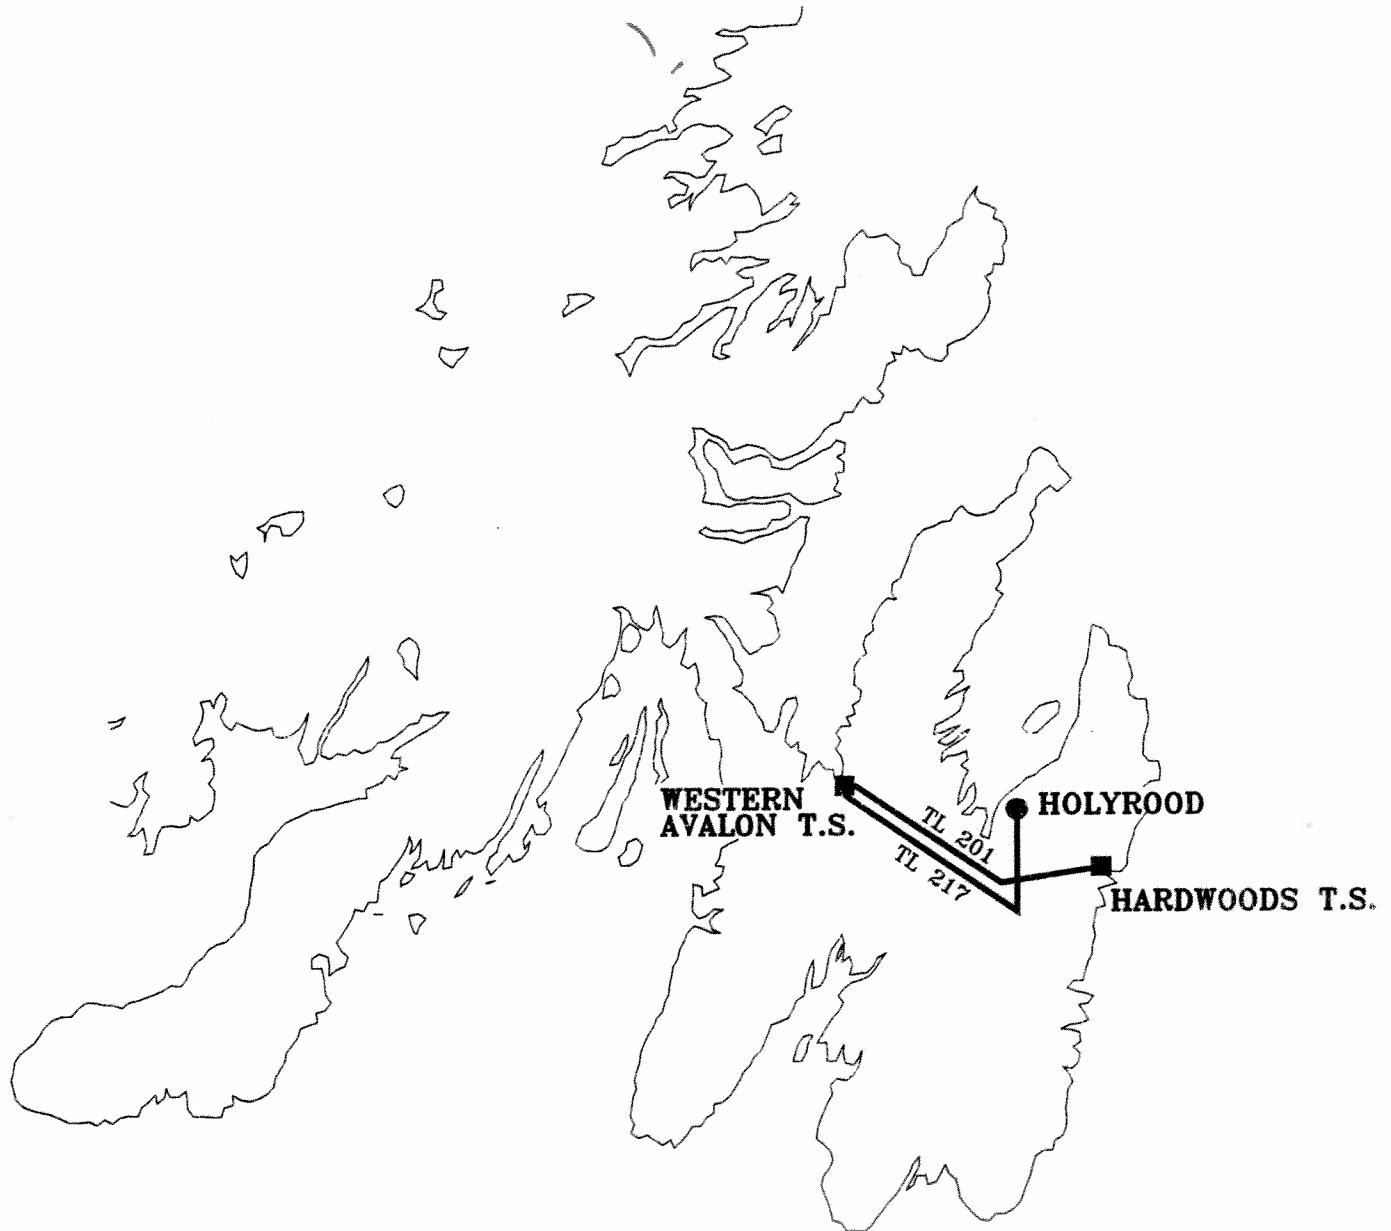 WESTERN
AVALON T.S.
TL 201
TL 217
HOLYROOD
HARDWOODS T.S.